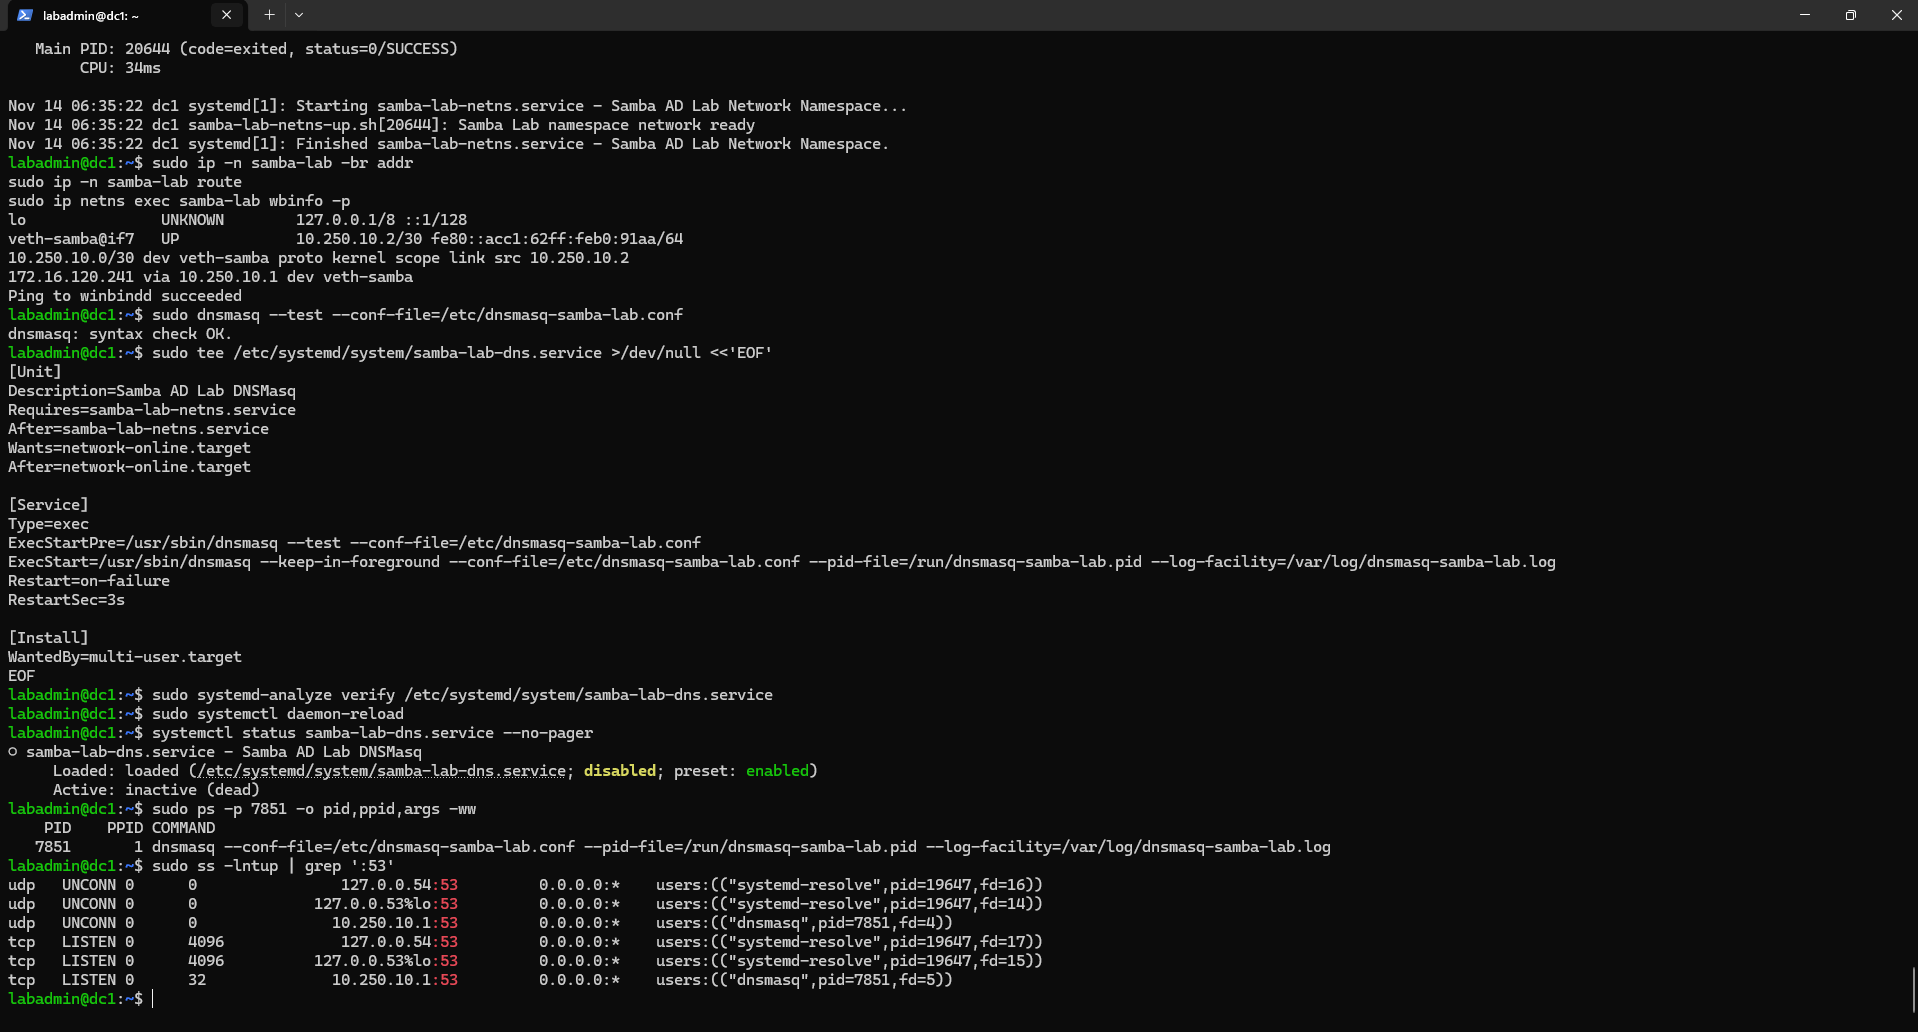 labadmin@dc1: ~
Main PID: 20644 (code=exited, status=0/SUCCESS)
CPU: 34ms
Nov 14 06:35:22 dc1 systemd[1]: Starting samba-lab-netns.service - Samba AD Lab Network Namespace...
Nov 14 06:35:22 dc1 samba-lab-netns-up.sh[20644]: Samba Lab namespace network ready
Nov 14 06:35:22 dc1 systemd[1]: Finished samba-lab-netns.service - Samba AD Lab Network Namespace.
labadmin@dc1:~$ sudo ip -n samba-lab -br addr
sudo ip -n samba-lab route
sudo ip netns exec samba-lab wbinfo -p
lo               UNKNOWN        127.0.0.1/8 ::1/128
veth-samba@if7   UP             10.250.10.2/30 fe80::acc1:62ff:feb0:91aa/64
10.250.10.0/30 dev veth-samba proto kernel scope link src 10.250.10.2
172.16.120.241 via 10.250.10.1 dev veth-samba
Ping to winbindd succeeded
labadmin@dc1:~$ sudo dnsmasq --test --conf-file=/etc/dnsmasq-samba-lab.conf
dnsmasq: syntax check OK.
labadmin@dc1:~$ sudo tee /etc/systemd/system/samba-lab-dns.service >/dev/null <<'EOF'
[Unit]
Description=Samba AD Lab DNSMasq
Requires=samba-lab-netns.service
After=samba-lab-netns.service
Wants=network-online.target
After=network-online.target
[Service]
Type=exec
ExecStartPre=/usr/sbin/dnsmasq --test --conf-file=/etc/dnsmasq-samba-lab.conf
ExecStart=/usr/sbin/dnsmasq --keep-in-foreground --conf-file=/etc/dnsmasq-samba-lab.conf --pid-file=/run/dnsmasq-samba-lab.pid --log-facility=/var/log/dnsmasq-samba-lab.log
Restart=on-failure
RestartSec=3s
[Install]
WantedBy=multi-user.target
EOF
labadmin@dc1:~$ sudo systemd-analyze verify /etc/systemd/system/samba-lab-dns.service
labadmin@dc1:~$ sudo systemctl daemon-reload
labadmin@dc1:~$ systemctl status samba-lab-dns.service --no-pager
○ samba-lab-dns.service - Samba AD Lab DNSMasq
Loaded: loaded (/etc/systemd/system/samba-lab-dns.service; disabled; preset: enabled)
Active: inactive (dead)
labadmin@dc1:~$ sudo ps -p 7851 -o pid,ppid,args -ww
PID    PPID COMMAND
7851       1 dnsmasq --conf-file=/etc/dnsmasq-samba-lab.conf --pid-file=/run/dnsmasq-samba-lab.pid --log-facility=/var/log/dnsmasq-samba-lab.log
labadmin@dc1:~$ sudo ss -lntup | grep ':53'
udp   UNCONN 0      0               127.0.0.54:53         0.0.0.0:*    users:(("systemd-resolve",pid=19647,fd=16))
udp   UNCONN 0      0            127.0.0.53%lo:53         0.0.0.0:*    users:(("systemd-resolve",pid=19647,fd=14))
udp   UNCONN 0      0              10.250.10.1:53         0.0.0.0:*    users:(("dnsmasq",pid=7851,fd=4))
tcp   LISTEN 0      4096            127.0.0.54:53         0.0.0.0:*    users:(("systemd-resolve",pid=19647,fd=17))
tcp   LISTEN 0      4096         127.0.0.53%lo:53         0.0.0.0:*    users:(("systemd-resolve",pid=19647,fd=15))
tcp   LISTEN 0      32             10.250.10.1:53         0.0.0.0:*    users:(("dnsmasq",pid=7851,fd=5))
labadmin@dc1:~$